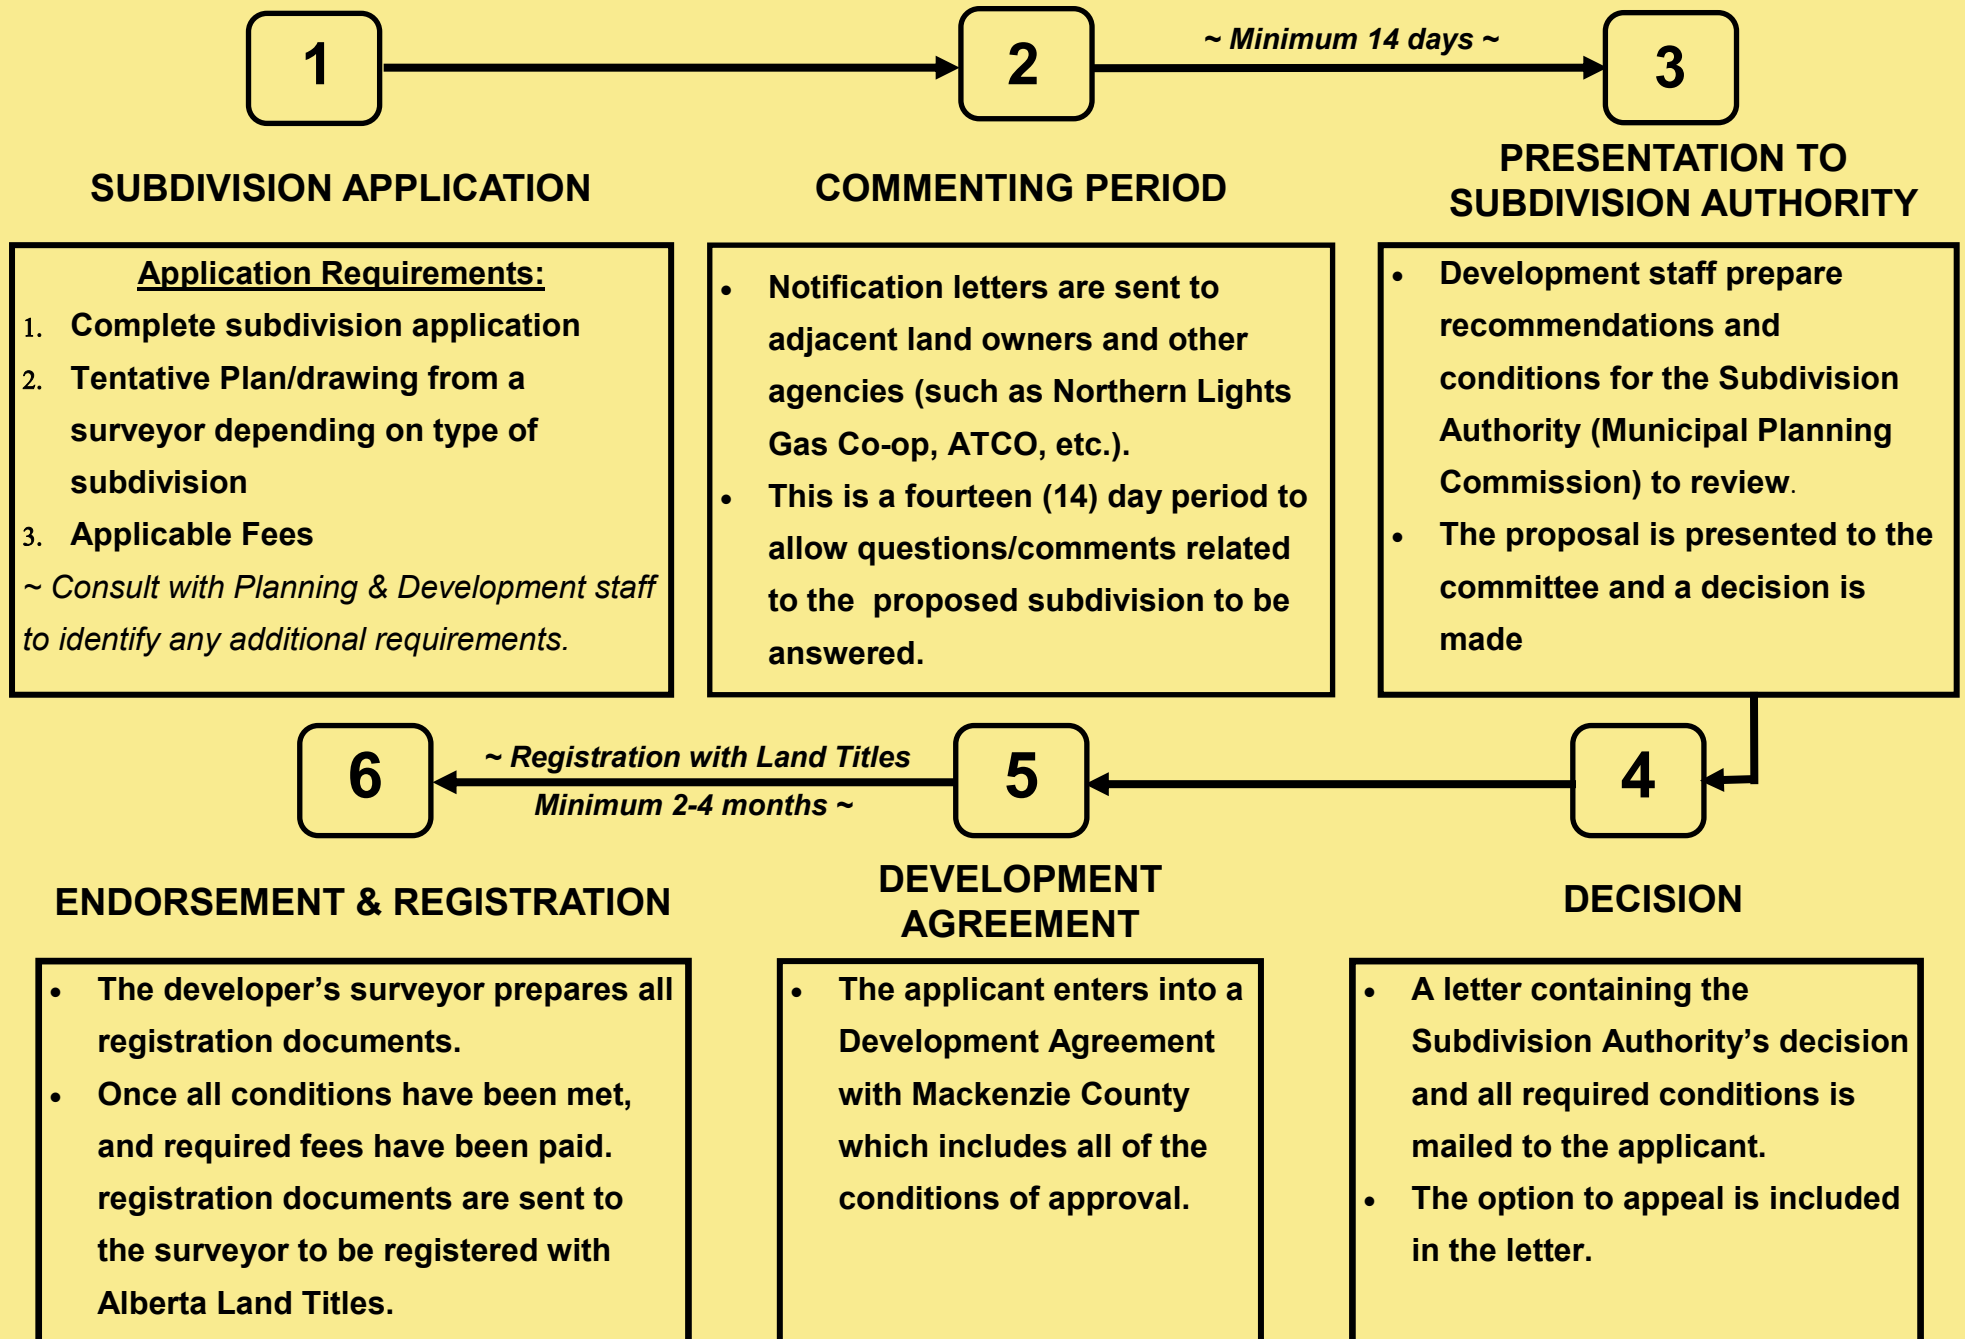 1
2
~ Minimum 14 days ~
3
SUBDIVISION APPLICATION
Application Requirements:
1. Complete subdivision application
2. Tentative Plan/drawing from a
surveyor depending on type of
subdivision
3. Applicable Fees
~ Consult with Planning & Development staff
to identify any additional requirements.
COMMENTING PERIOD
• Notification letters are sent to
adjacent land owners and other
agencies (such as Northern Lights
Gas Co-op, ATCO, etc.).
• This is a fourteen (14) day period to
allow questions/comments related
to the  proposed subdivision to be
answered.
PRESENTATION TO
SUBDIVISION AUTHORITY
• Development staff prepare
recommendations and
conditions for the Subdivision
Authority (Municipal Planning
Commission) to review.
• The proposal is presented to the
committee and a decision is
made
4
5
~ Registration with Land Titles
Minimum 2-4 months ~
6
DECISION
• A letter containing the
Subdivision Authority’s decision
and all required conditions is
mailed to the applicant.
• The option to appeal is included
in the letter.
DEVELOPMENT
AGREEMENT
• The applicant enters into a
Development Agreement
with Mackenzie County
which includes all of the
conditions of approval.
ENDORSEMENT & REGISTRATION
• The developer’s surveyor prepares all
registration documents.
• Once all conditions have been met,
and required fees have been paid.
registration documents are sent to
the surveyor to be registered with
Alberta Land Titles.